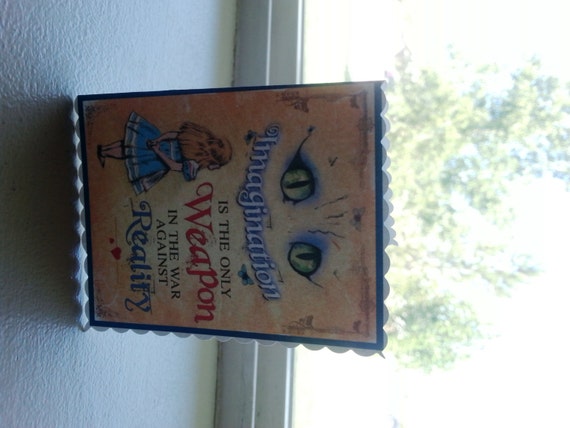 Imagination
IS THE ONLY
Weapon
IN THE WAR
AGAINST
Reality